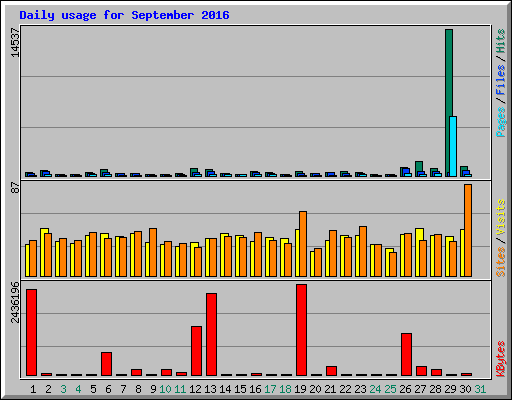 Daily usage for September 2016
14537
Pages / Files / Hits
87
Sites / Visits
2436196
KBytes
1 2 3 4 5 6 7 8 9 10 11 12 13 14 15 16 17 18 19 20 21 22 23 24 25 26 27 28 29 30 31